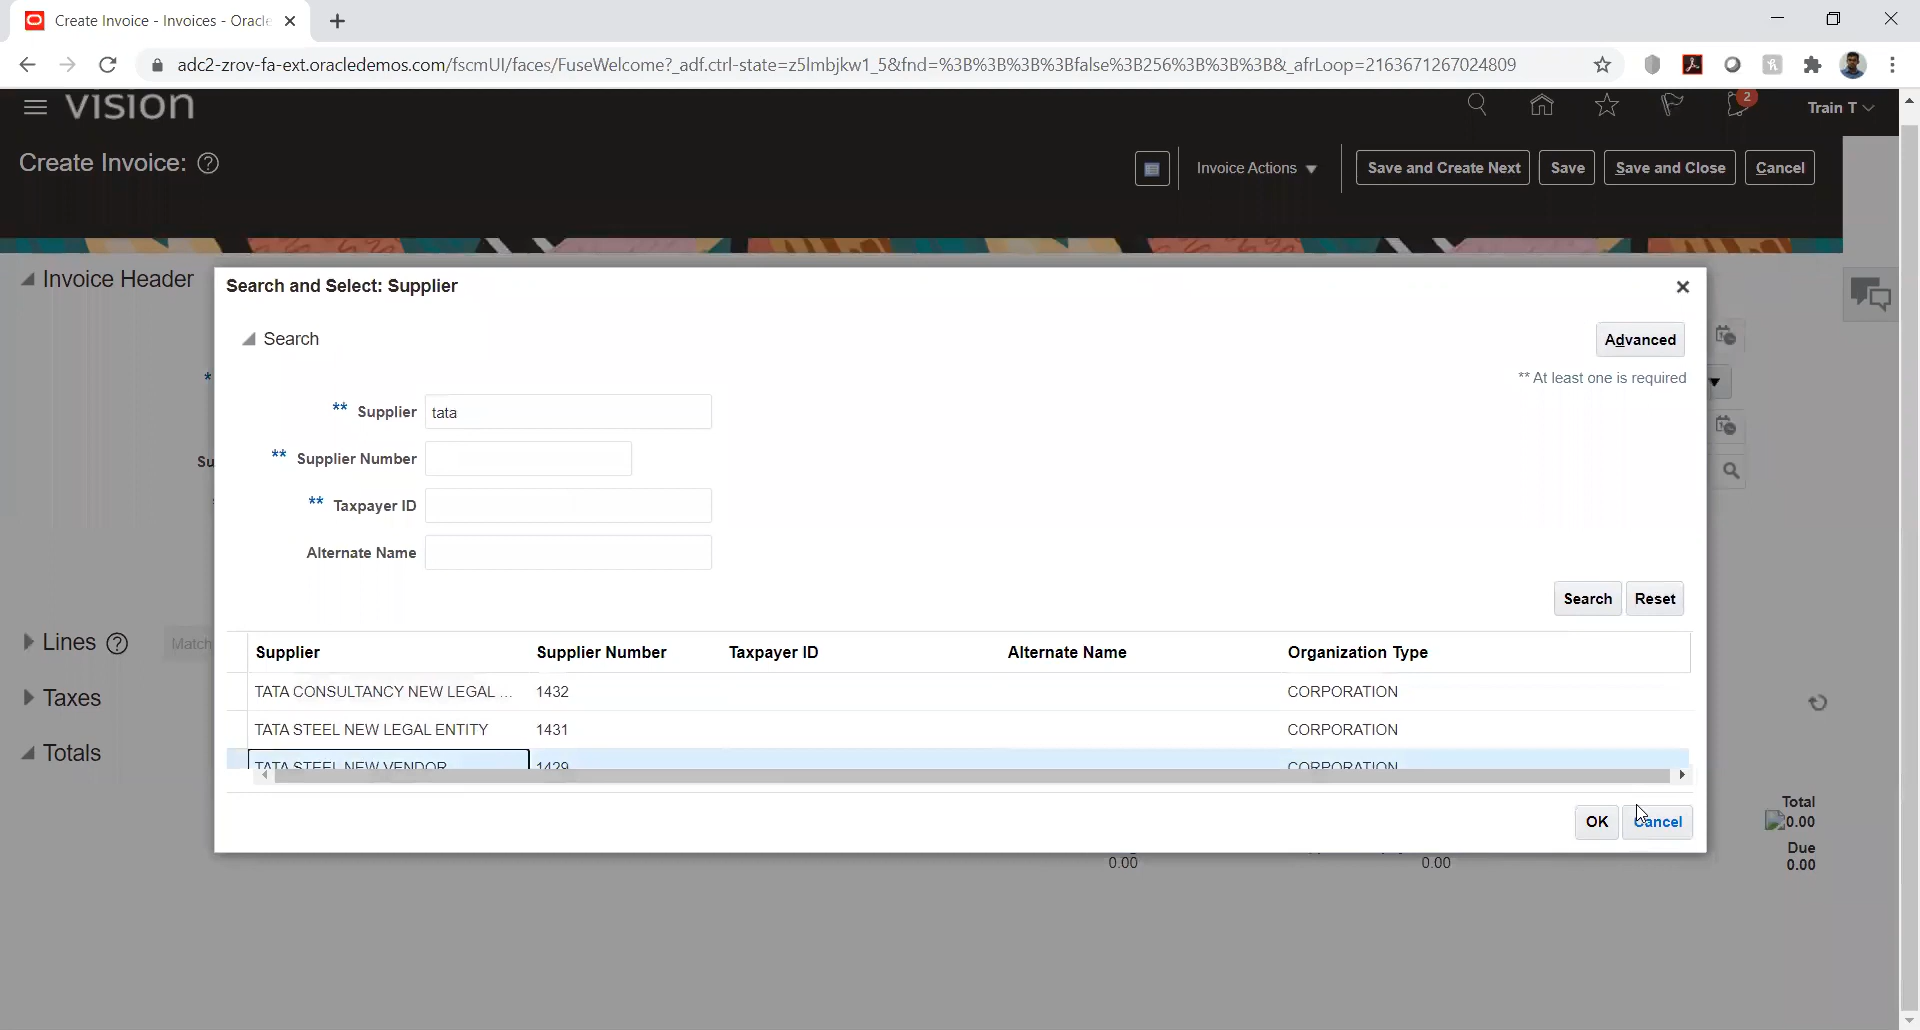 Create Invoice - Invoices - Oracle
adc2-zrov-fa-ext.oracledemos.com/fscmUI/faces/FuseWelcome?_adf.ctrl-state=z5lmbjkw1_5&fnd=%3B%3B%3B%3Bfalse%3B256%3B%3B%3B&_afrLoop=2163671267024809
vision
2
Train T
Create Invoice: ?
Invoice Actions
Save and Create Next
Save
Save and Close
Cancel
Invoice Header
Search and Select: Supplier
Search
Advanced
** At least one is required
*
** Supplier tata
** Supplier Number
Su
** Taxpayer ID
Alternate Name
Search Reset
Lines ? Match
Supplier Supplier Number Taxpayer ID Alternate Name Organization Type
TATA CONSULTANCY NEW LEGAL ... 1432 CORPORATION
Taxes
TATA STEEL NEW LEGAL ENTITY 1431 CORPORATION
Totals
TATA STEEL NEW VENDOR 1429 CORPORATION
OK Cancel
Total
0.00
Due
0.00 0.00 0.00